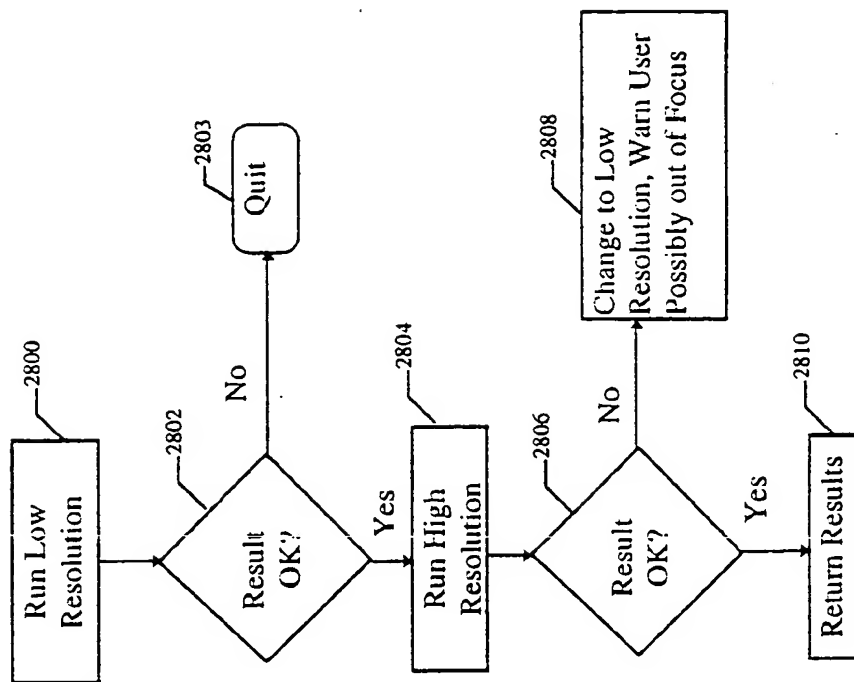 2800
Run Low
Resolution
2802
Result
OK?
No
2803
Quit
Yes
2804
Run High
Resolution
2806
Result
OK?
No
2808
Change to Low
Resolution, Warn User
Possibly out of Focus
Yes
2810
Return Results